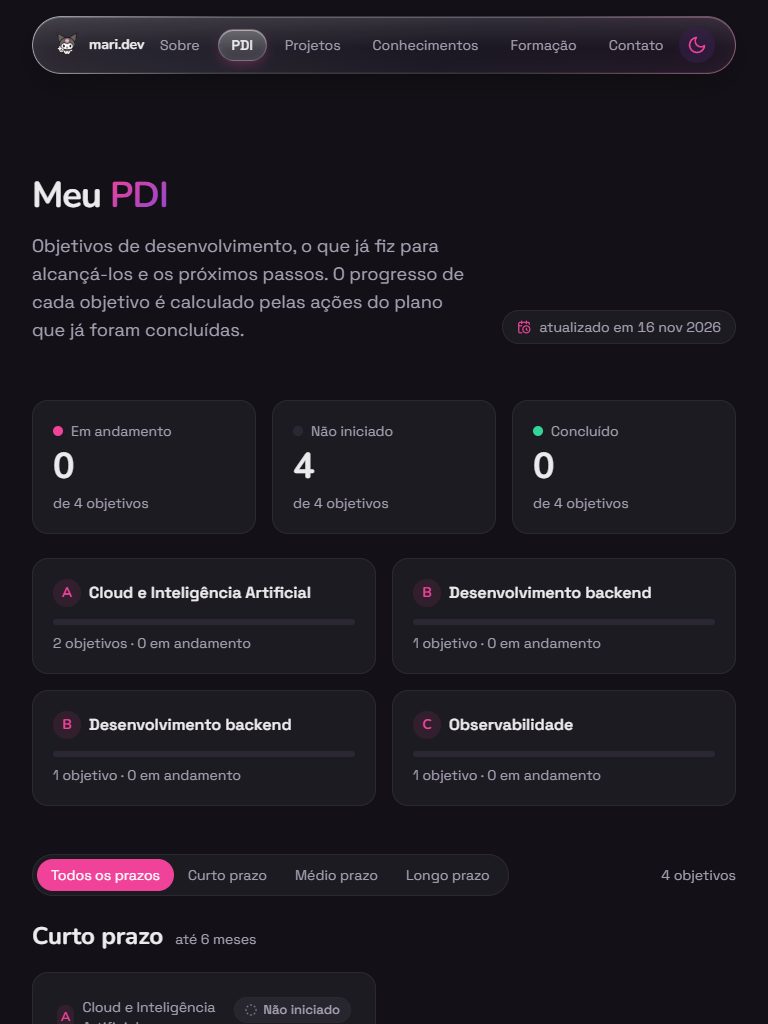 mari.dev Sobre PDI Projetos Conhecimentos Formação Contato
Meu PDI
Objetivos de desenvolvimento, o que já fiz para
alcançá-los e os próximos passos. O progresso de
cada objetivo é calculado pelas ações do plano
que já foram concluídas.
atualizado em 16 nov 2026
Em andamento
0
de 4 objetivos
Não iniciado
4
de 4 objetivos
Concluído
0
de 4 objetivos
A Cloud e Inteligência Artificial
2 objetivos · 0 em andamento
B Desenvolvimento backend
1 objetivo · 0 em andamento
B Desenvolvimento backend
1 objetivo · 0 em andamento
C Observabilidade
1 objetivo · 0 em andamento
Todos os prazos Curto prazo Médio prazo Longo prazo
4 objetivos
Curto prazo até 6 meses
A Cloud e Inteligência
Não iniciado